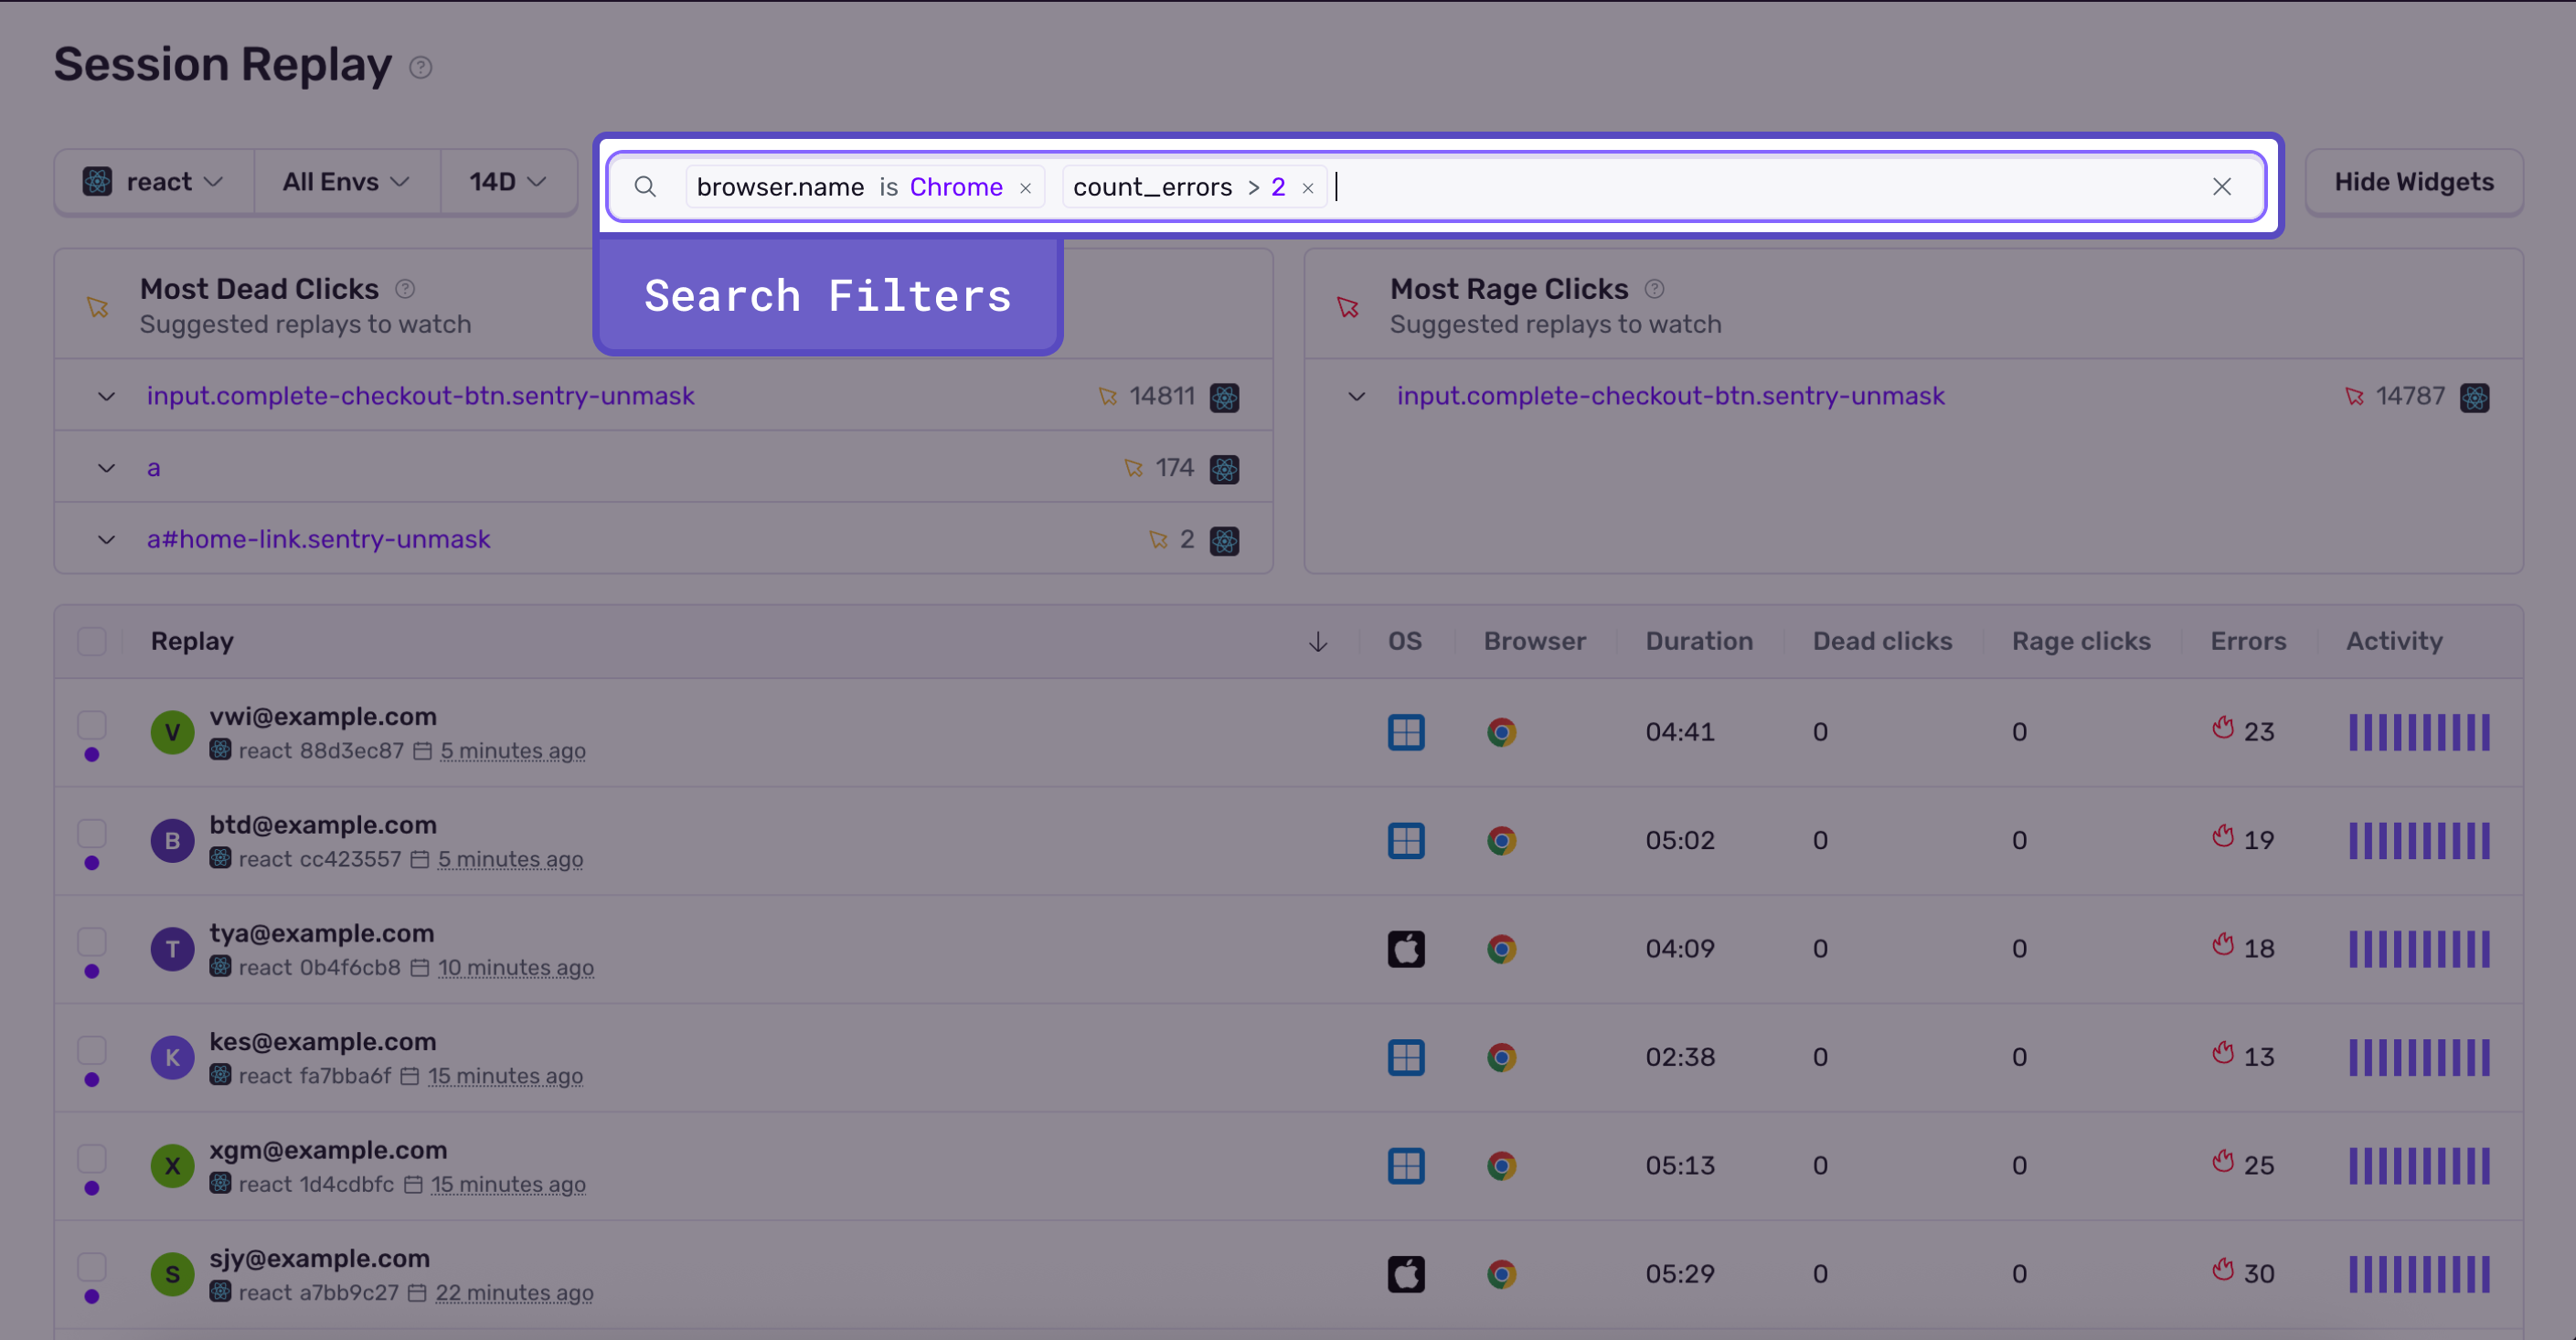 Session Replay
react All Envs 14D browser.name is Chrome × count_errors > 2 × Hide Widgets
Search Filters
Most Dead Clicks
Suggested replays to watch
input.complete-checkout-btn.sentry-unmask 14811
a 174
a#home-link.sentry-unmask 2
Most Rage Clicks
Suggested replays to watch
input.complete-checkout-btn.sentry-unmask 14787
Replay OS Browser Duration Dead clicks Rage clicks Errors Activity
V vwi@example.com 04:41 0 0 23
react 88d3ec87 5 minutes ago
B btd@example.com 05:02 0 0 19
react cc423557 5 minutes ago
T tya@example.com 04:09 0 0 18
react 0b4f6cb8 10 minutes ago
K kes@example.com 02:38 0 0 13
react fa7bba6f 15 minutes ago
X xgm@example.com 05:13 0 0 25
react 1d4cdbfc 15 minutes ago
S sjy@example.com 05:29 0 0 30
react a7bb9c27 22 minutes ago